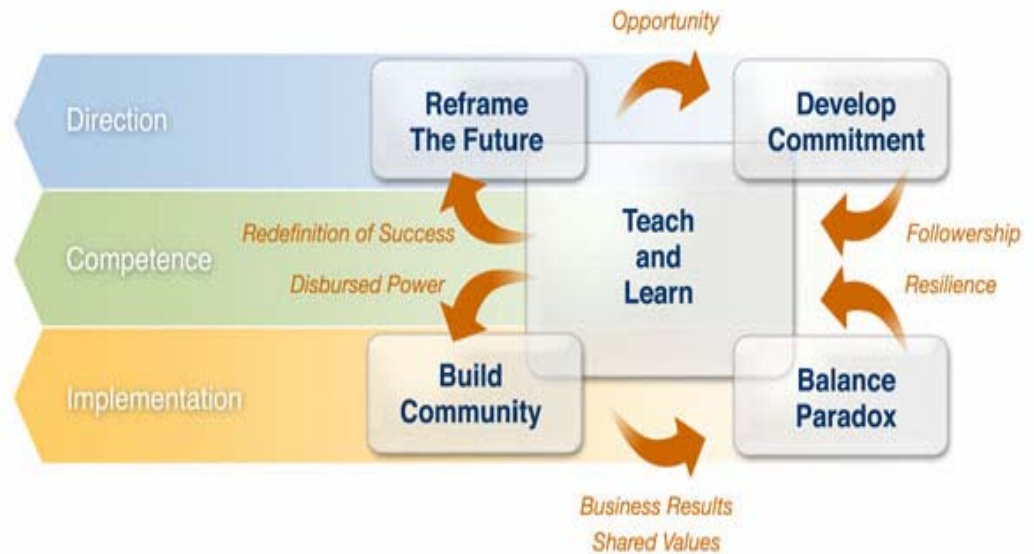 Opportunity
Direction
Reframe
The Future
Develop
Commitment
Competence
Redefinition of Success
Disbursed Power
Teach
and
Learn
Followership
Resilience
Implementation
Build
Community
Balance
Paradox
Business Results
Shared Values